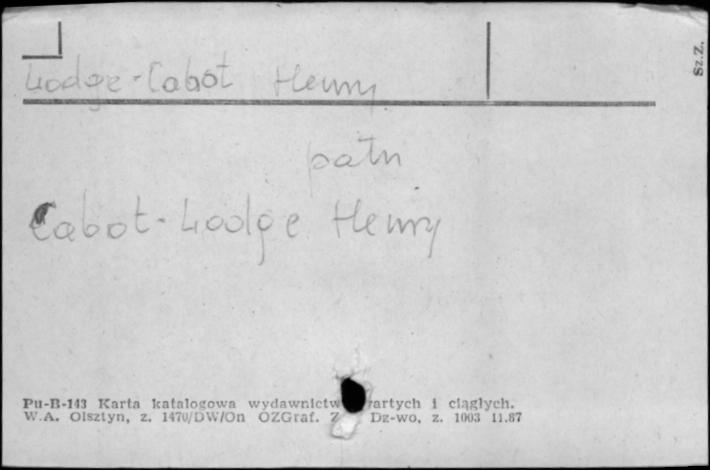 Sz.Z.
Lodge-Cabot Henry
patrz
Cabot-Lodge Henry
Pu-B-143 Karta katalogowa wydawnictw artych i ciągłych.
W.A. Olsztyn, z. 1470/DW/On OZGraf. Z Dz-wo, z. 1003 11.87